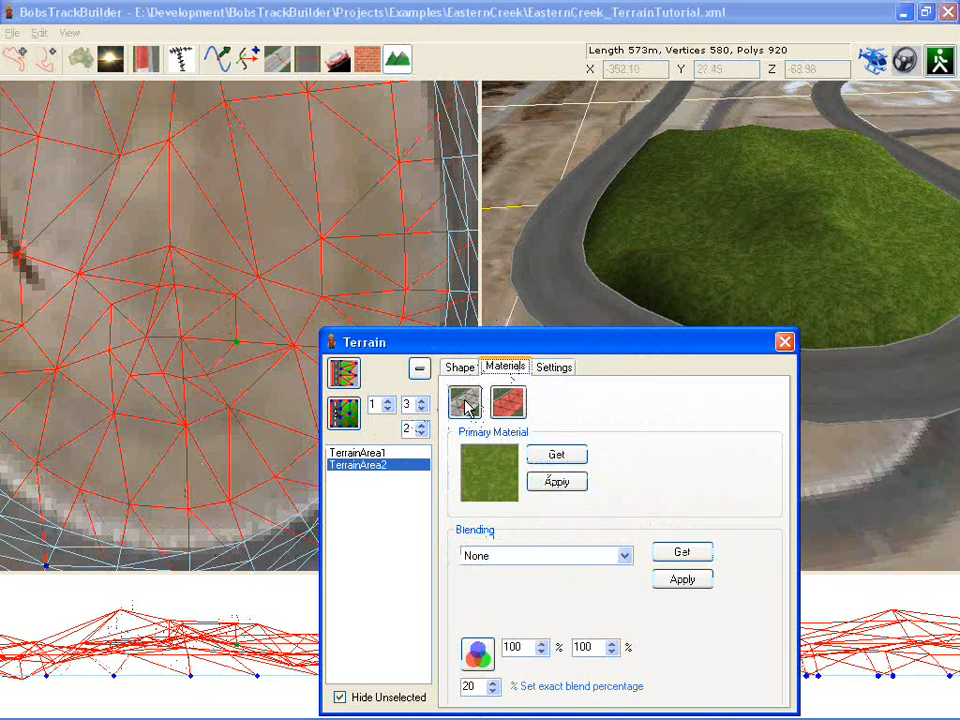 BobsTrackBuilder - E:\Development\BobsTrackBuilder\Projects\Examples\EasternCreek\EasternCreek_TerrainTutorial.xml
File Edit View
Length 573m, Vertices 580, Polys 920
X -352.10 Y 27.45 Z -68.98
Terrain
Shape Materials Settings
1 3
2
Primary Material
TerrainArea1
Get
TerrainArea2
Apply
Blending
None
Get
Apply
100 % 100 %
20 % Set exact blend percentage
Hide Unselected